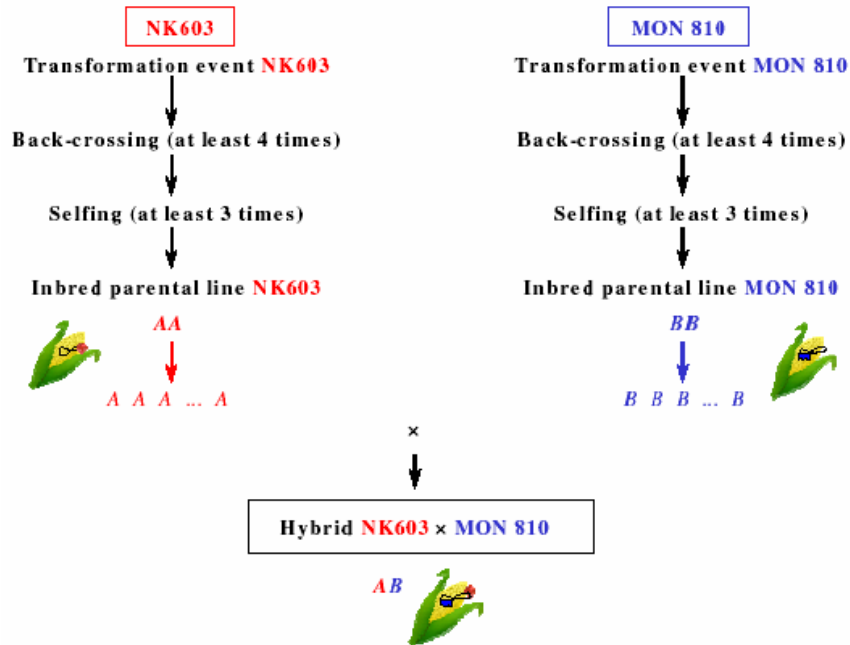 NK603
MON 810
Transformation event NK603
Transformation event MON 810
Back-crossing (at least 4 times)
Back-crossing (at least 4 times)
Selfing (at least 3 times)
Selfing (at least 3 times)
Inbred parental line NK603
Inbred parental line MON 810
AA
BB
A A A ... A
B B B ... B
×
Hybrid NK603 × MON 810
AB